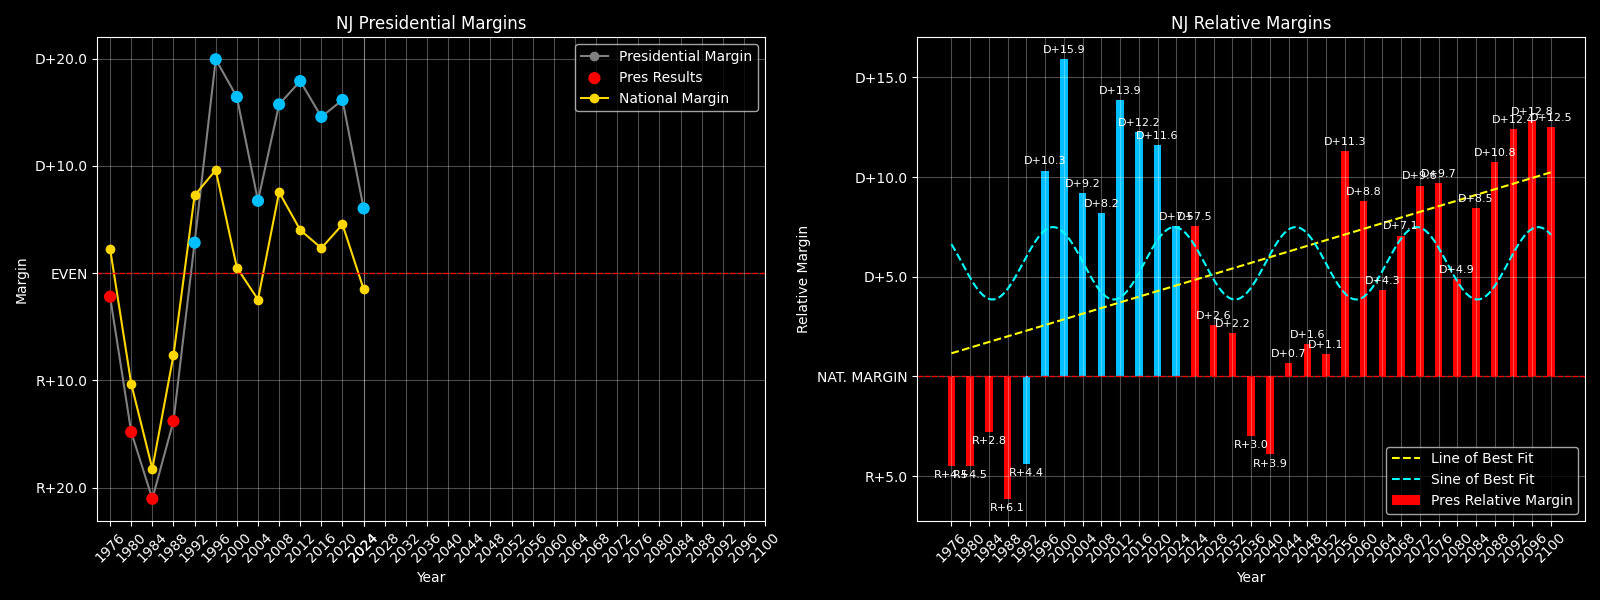 NJ Presidential Margins
D+20.0
D+10.0
EVEN
R+10.0
R+20.0
Margin
Presidential Margin
Pres Results
National Margin
1976 1980 1984 1988 1992 1996 2000 2004 2008 2012 2016 2020 2024 2024 2028 2032 2036 2040 2044 2048 2052 2056 2060 2064 2068 2072 2076 2080 2084 2088 2092 2096 2100
Year
NJ Relative Margins
D+15.0
D+10.0
D+5.0
NAT. MARGIN
R+5.0
Relative Margin
R+4.5 R+4.5 R+2.8 R+6.1 R+4.4 D+10.3 D+15.9 D+9.2 D+8.2 D+13.9 D+12.2 D+11.6 D+7.5 D+7.5 D+2.6 D+2.2 R+3.0 R+3.9 D+0.7 D+1.6 D+1.1 D+11.3 D+8.8 D+4.3 D+7.1 D+9.7 D+4.9 D+8.5 D+10.8 D+12.8 D+12.5
Line of Best Fit
Sine of Best Fit
Pres Relative Margin
1976 1980 1984 1988 1992 1996 2000 2004 2008 2012 2016 2020 2024 2024 2028 2032 2036 2040 2044 2048 2052 2056 2060 2064 2068 2072 2076 2080 2084 2088 2092 2096 2100
Year